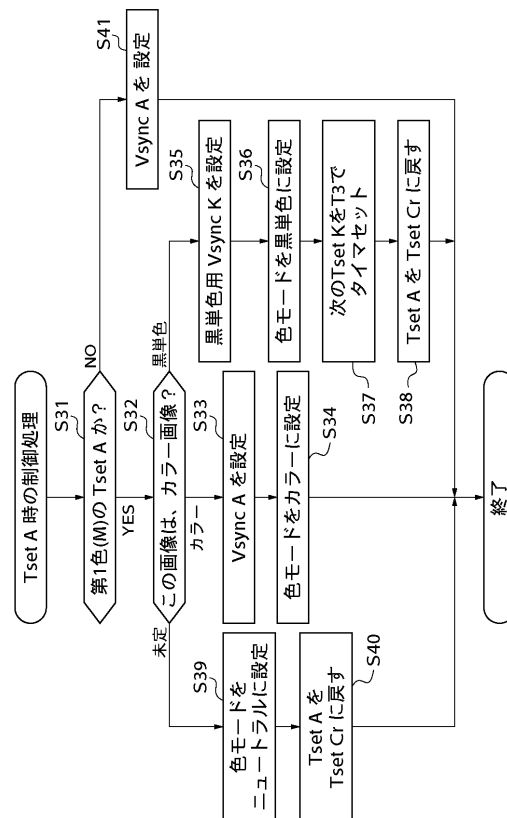 Tset A 時の制御処理
S31
第1色(M)の Tset A か？
NO
YES
S32
この画像は、カラー画像？
未定
カラー
黒単色
S39
色モードを
ニュートラルに設定
S40
Tset A を
Tset Cr に戻す
S33
Vsync A を設定
S34
色モードをカラーに設定
S35
黒単色用 Vsync K を設定
S36
色モードを黒単色に設定
次のTset KをT3で
タイマセット
S37
Tset A を Tset Cr に戻す
S38
S41
Vsync A を 設定
終了